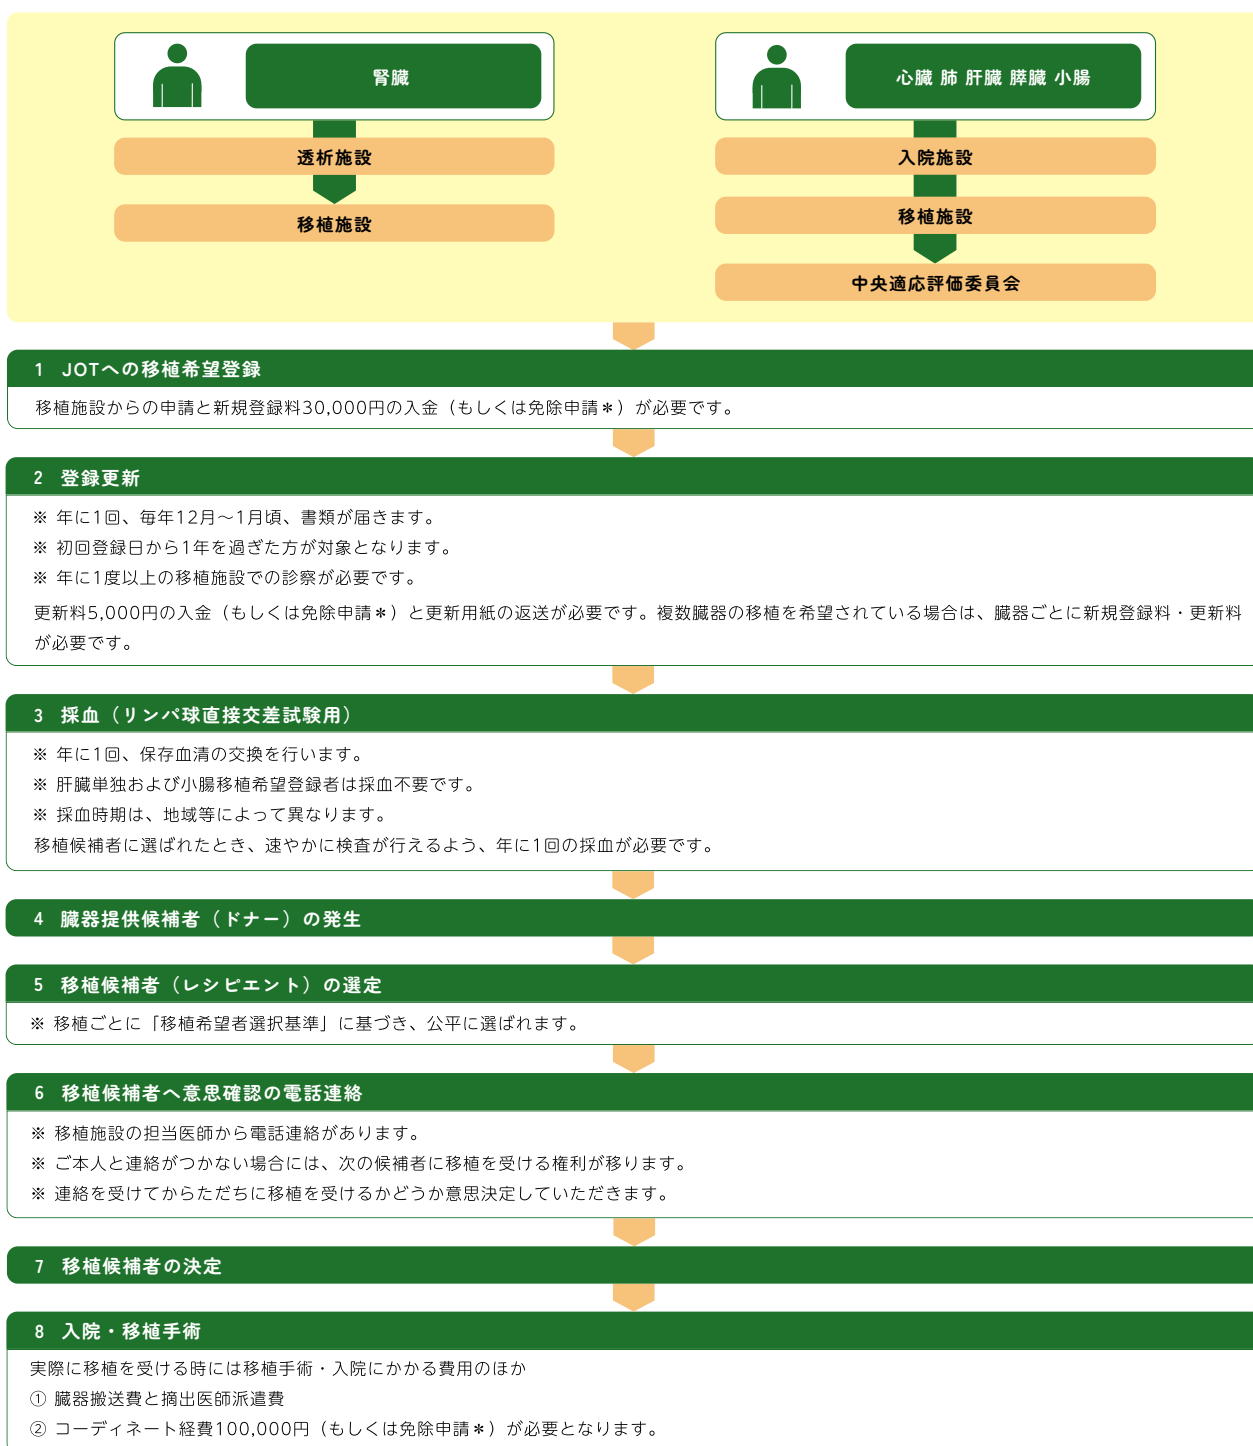 腎臓
透析施設
移植施設
心臓 肺 肝臓 膵臓 小腸
入院施設
移植施設
中央適応評価委員会
1 JOTへの移植希望登録
移植施設からの申請と新規登録料30,000円の入金（もしくは免除申請＊）が必要です。
2 登録更新
※ 年に1回、毎年12月～1月頃、書類が届きます。
※ 初回登録日から1年を過ぎた方が対象となります。
※ 年に1度以上の移植施設での診察が必要です。
更新料5,000円の入金（もしくは免除申請＊）と更新用紙の返送が必要です。複数臓器の移植を希望されている場合は、臓器ごとに新規登録料・更新料
が必要です。
3 採血（リンパ球直接交差試験用）
※ 年に1回、保存血清の交換を行います。
※ 肝臓単独および小腸移植希望登録者は採血不要です。
※ 採血時期は、地域等によって異なります。
移植候補者に選ばれたとき、速やかに検査が行えるよう、年に1回の採血が必要です。
4 臓器提供候補者（ドナー）の発生
5 移植候補者（レシピエント）の選定
※ 移植ごとに「移植希望者選択基準」に基づき、公平に選ばれます。
6 移植候補者へ意思確認の電話連絡
※ 移植施設の担当医師から電話連絡があります。
※ ご本人と連絡がつかない場合には、次の候補者に移植を受ける権利が移ります。
※ 連絡を受けてからただちに移植を受けるかどうか意思決定していただきます。
7 移植候補者の決定
8 入院・移植手術
実際に移植を受ける時には移植手術・入院にかかる費用のほか
① 臓器搬送費と摘出医師派遣費
② コーディネート経費100,000円（もしくは免除申請＊）が必要となります。